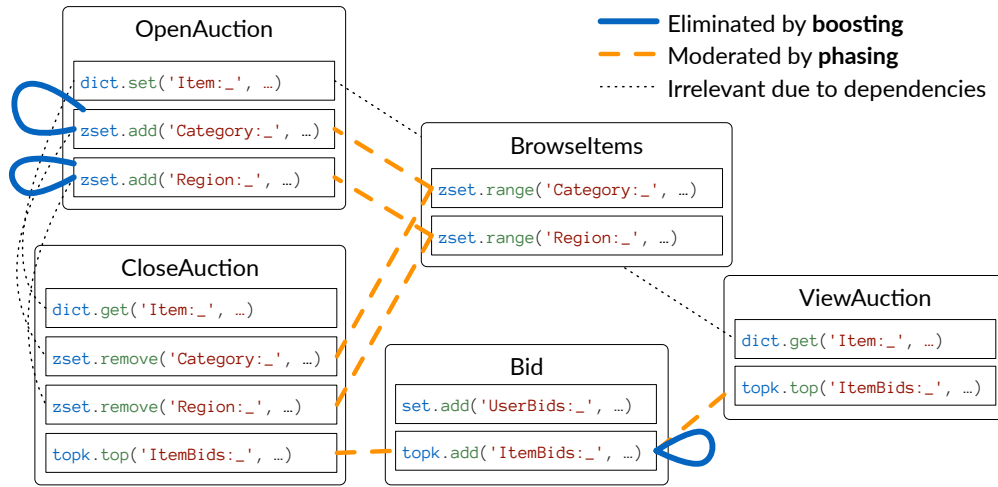 OpenAuction
dict.set('Item:_', …)
zset.add('Category:_', …)
zset.add('Region:_', …)
Eliminated by boosting
Moderated by phasing
Irrelevant due to dependencies
BrowseItems
zset.range('Category:_', …)
zset.range('Region:_', …)
CloseAuction
dict.get('Item:_', …)
zset.remove('Category:_', …)
zset.remove('Region:_', …)
topk.top('ItemBids:_', …)
Bid
set.add('UserBids:_', …)
topk.add('ItemBids:_', …)
ViewAuction
dict.get('Item:_', …)
topk.top('ItemBids:_', …)